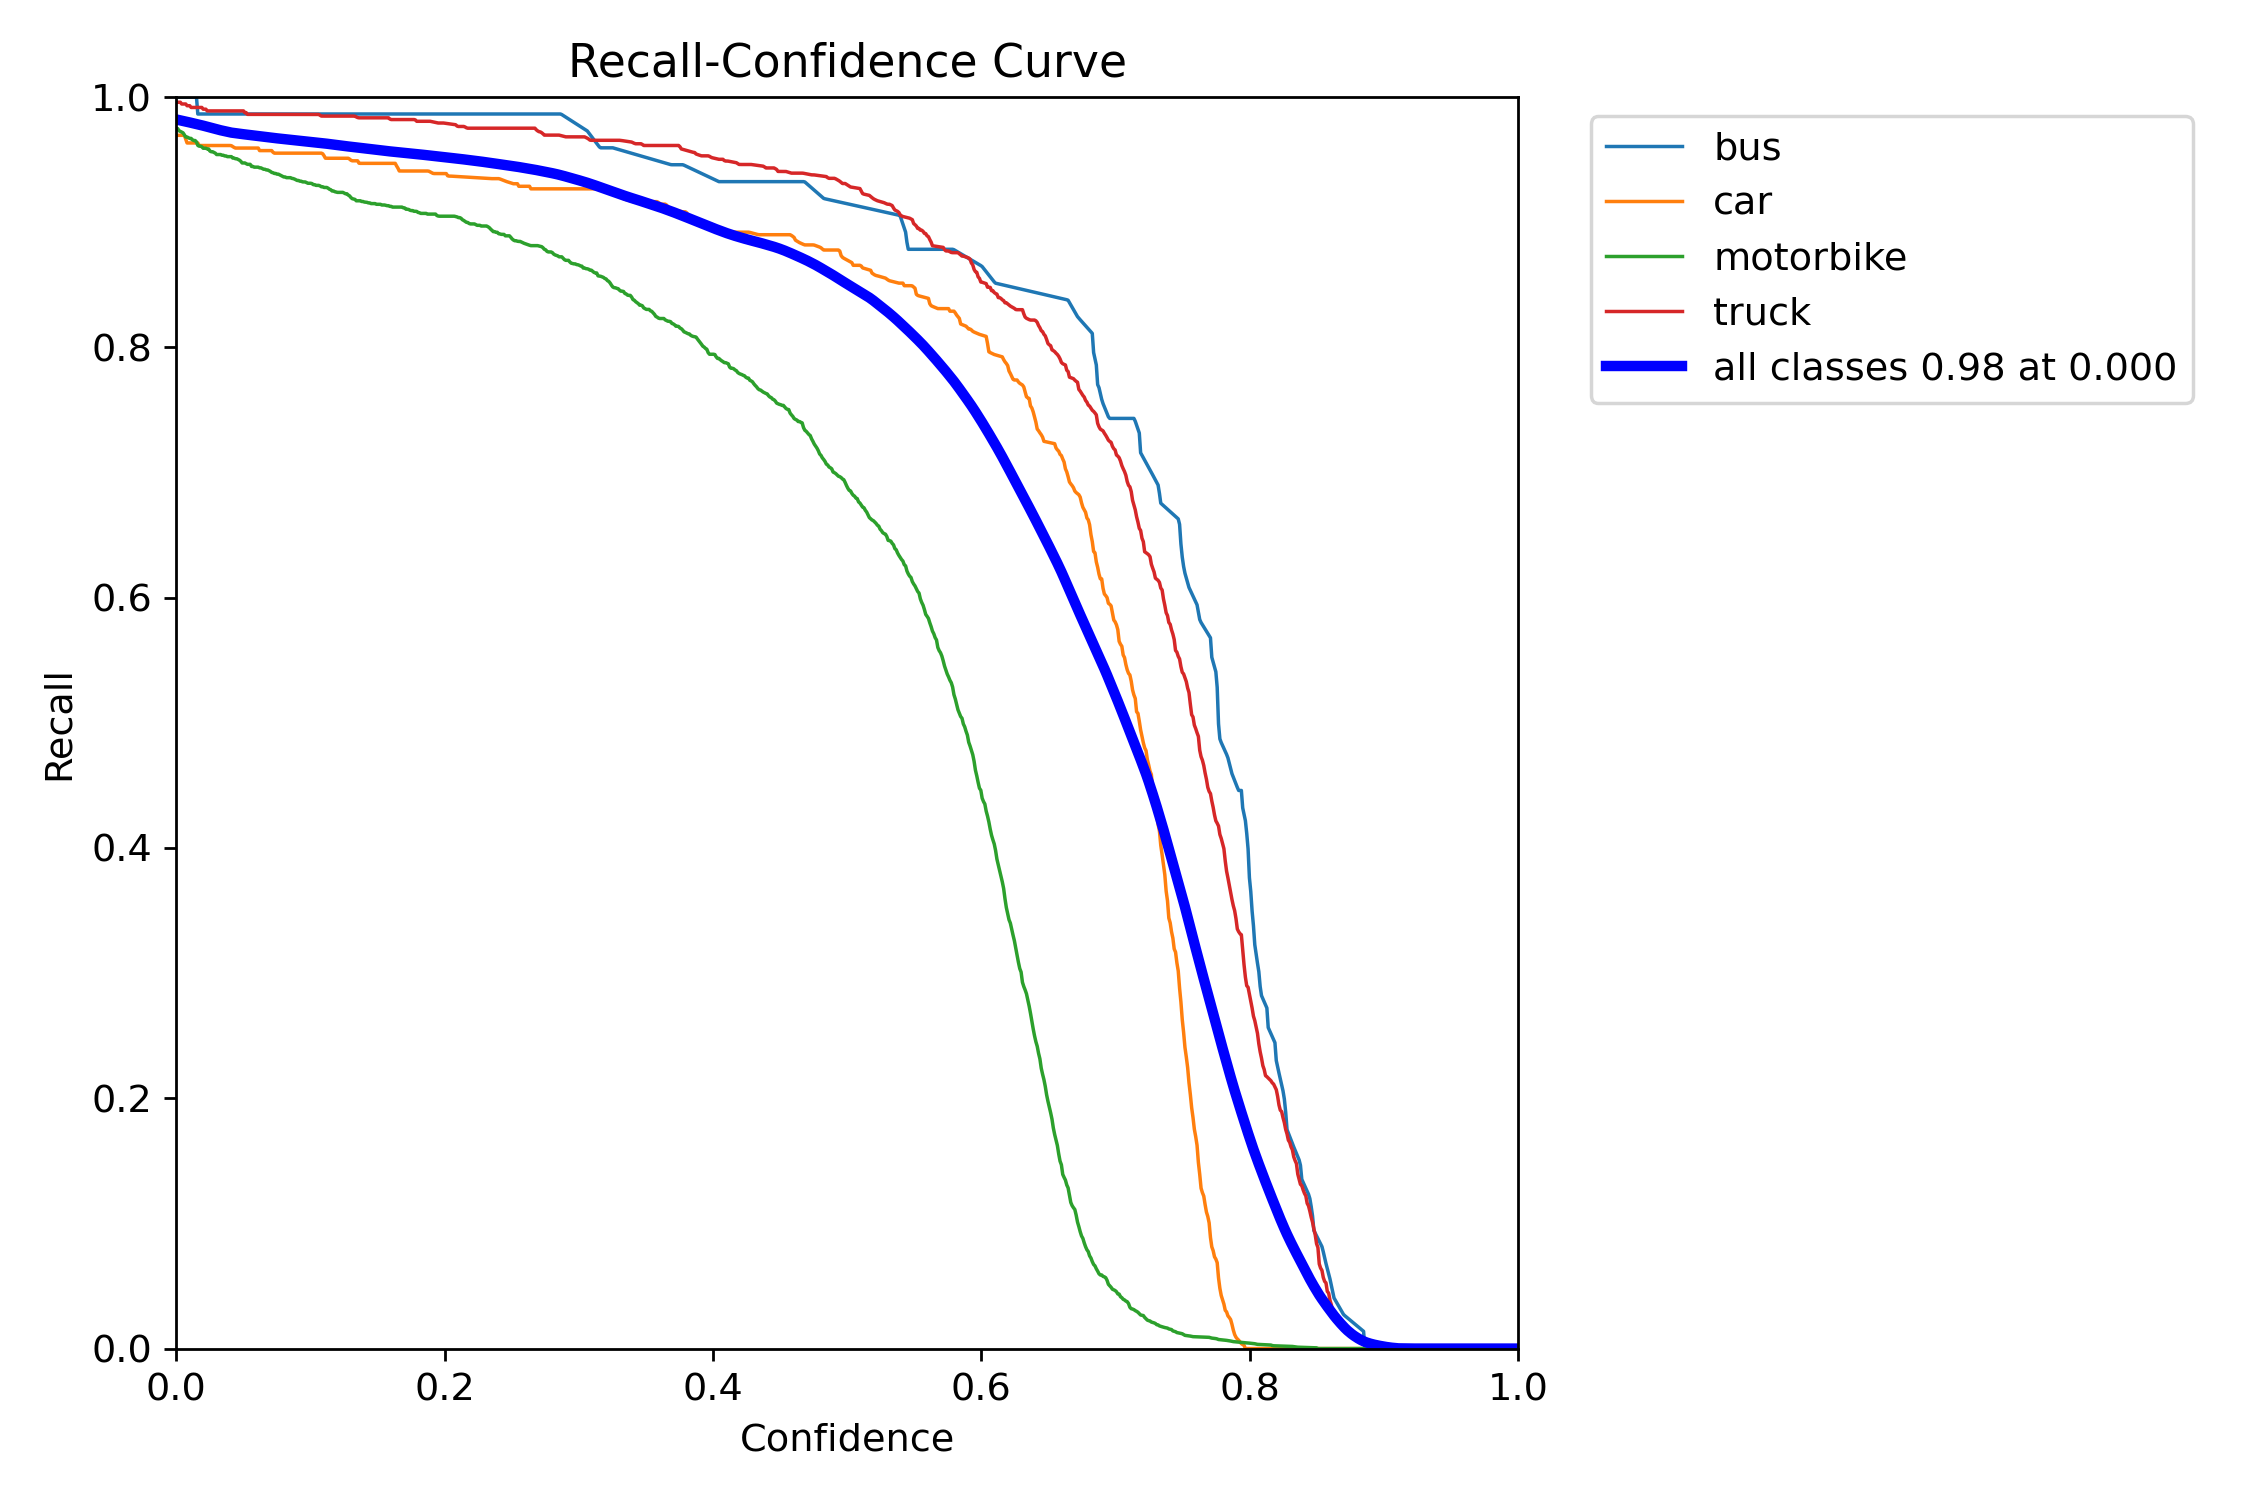 Recall-Confidence Curve
1.0
0.8
0.6
0.4
0.2
0.0
Recall
0.0 0.2 0.4 0.6 0.8 1.0
Confidence
bus
car
motorbike
truck
all classes 0.98 at 0.000